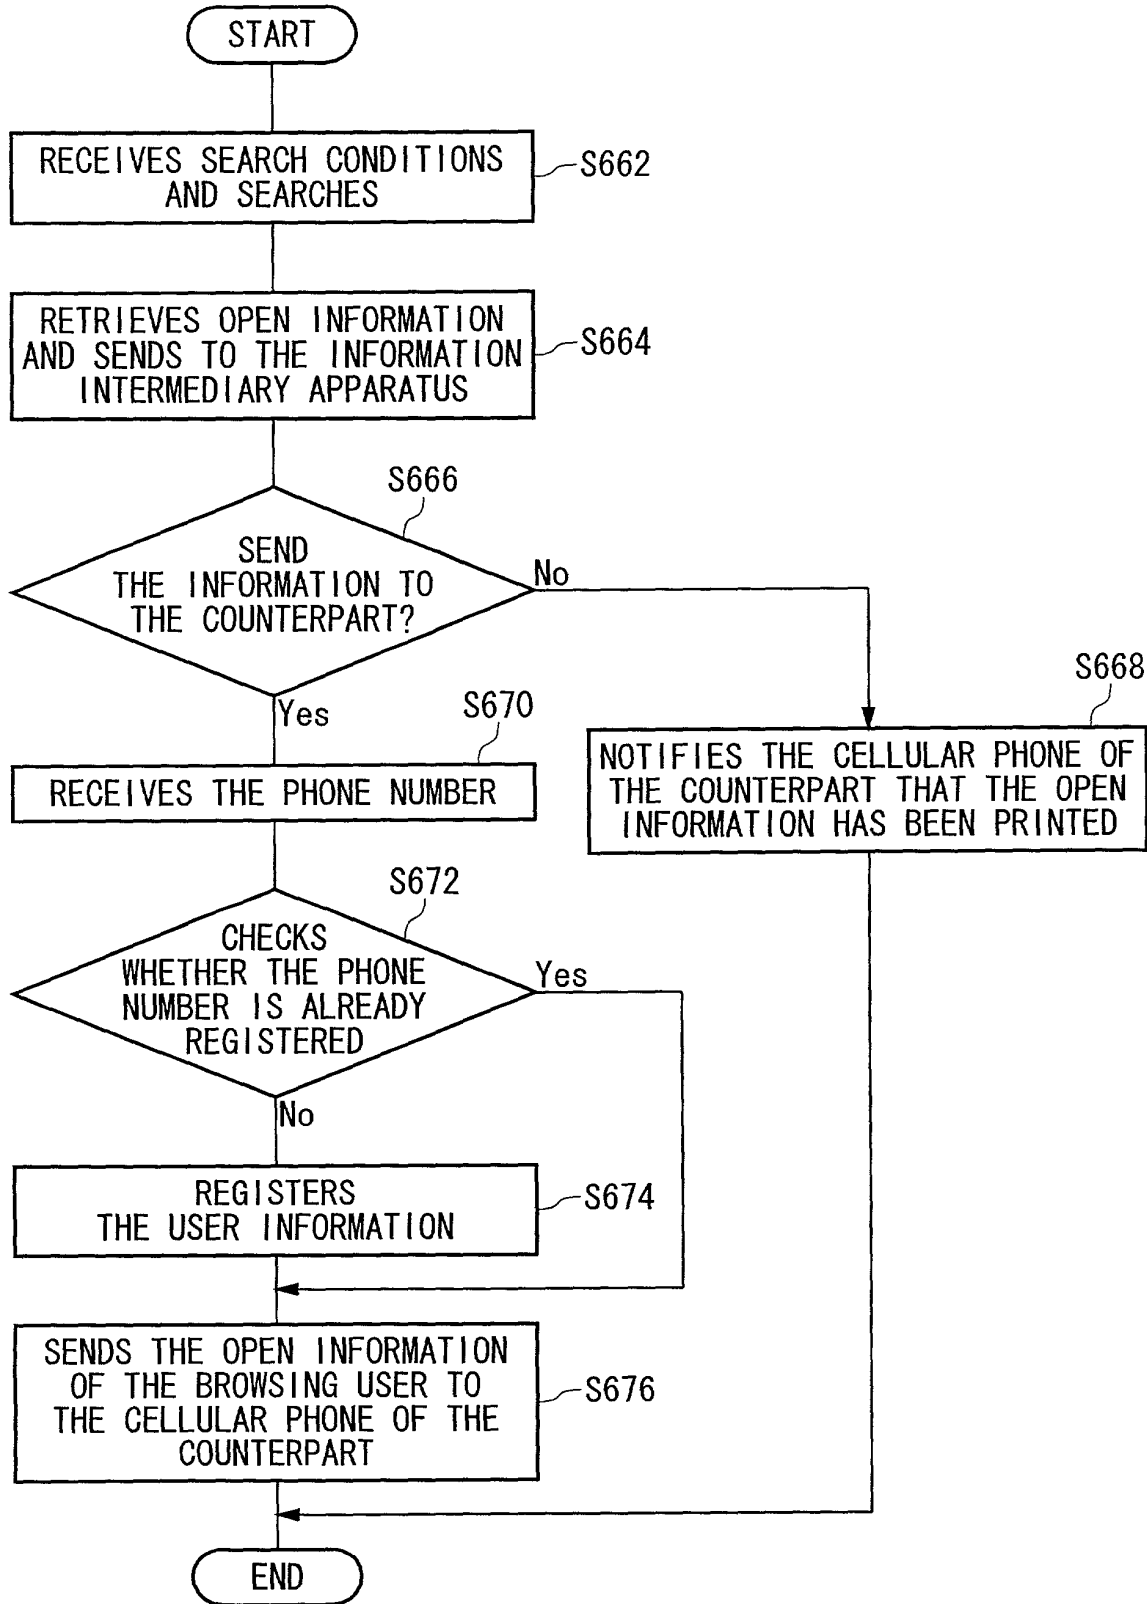 START
RECEIVES SEARCH CONDITIONS
AND SEARCHES
S662
RETRIEVES OPEN INFORMATION
AND SENDS TO THE INFORMATION
INTERMEDIARY APPARATUS
S664
S666
SEND
THE INFORMATION TO
THE COUNTERPART?
No
Yes
S668
NOTIFIES THE CELLULAR PHONE OF
THE COUNTERPART THAT THE OPEN
INFORMATION HAS BEEN PRINTED
S670
RECEIVES THE PHONE NUMBER
S672
CHECKS
WHETHER THE PHONE
NUMBER IS ALREADY
REGISTERED
Yes
No
REGISTERS
THE USER INFORMATION
S674
SENDS THE OPEN INFORMATION
OF THE BROWSING USER TO
THE CELLULAR PHONE OF THE
COUNTERPART
S676
END